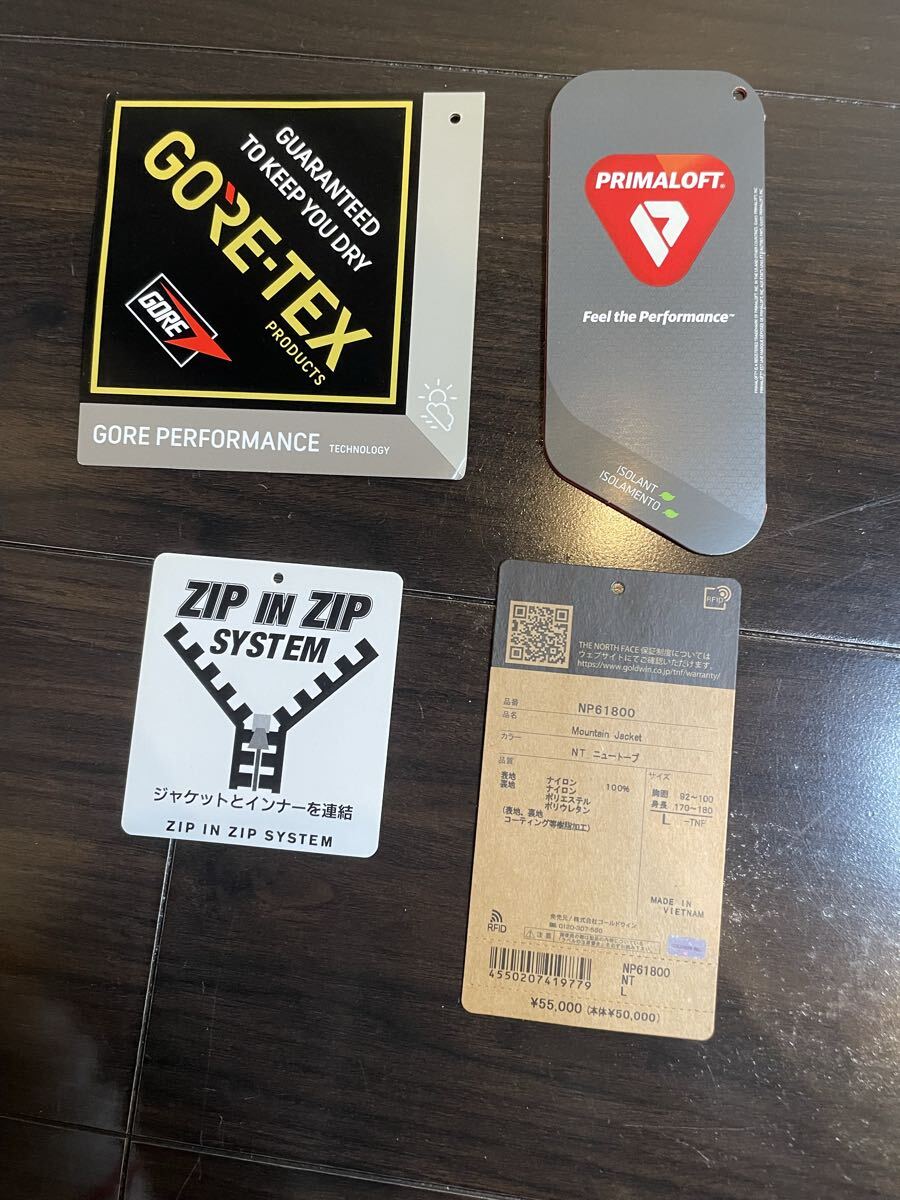 GUARANTEED
TO KEEP YOU DRY
GORE-TEX
PRODUCTS
GORE
GORE PERFORMANCE TECHNOLOGY
PRIMALOFT®
Feel the Performance™
ISOLANT
ISOLAMENTO
ZIP IN ZIP
SYSTEM
ジャケットとインナーを連結
ZIP IN ZIP SYSTEM
RFID
THE NORTH FACE 保証制度については
ウェブサイトにてご確認いただけます。
https://www.goldwin.co.jp/tnf/warranty/
品番 NP61800
品名 Mountain Jacket
カラー NT ニュートープ
品質
表地 ナイロン 100%
裏地 ナイロン
ポリエステル
ポリウレタン
(表地、裏地
コーティング等樹脂加工)
サイズ
胸囲 92~100
身長 170~180
L -TNF
MADE IN
VIETNAM
RFID
発売元/株式会社ゴールドウイン
0120-307-560
注意
4550207419779
NP61800
NT
L
¥55,000 (本体¥50,000)